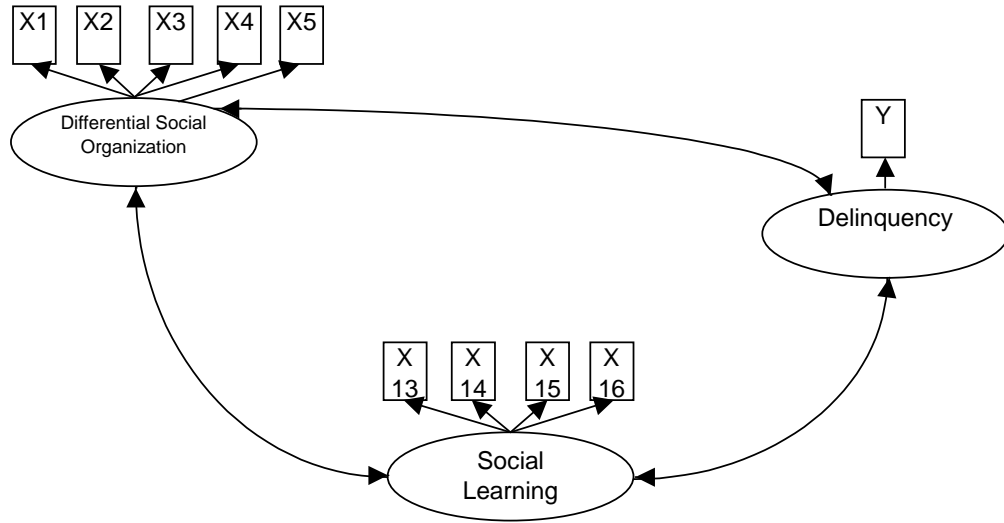 X1 X2 X3 X4 X5
Differential Social
Organization
Y
Delinquency
X X X X
13 14 15 16
Social
Learning